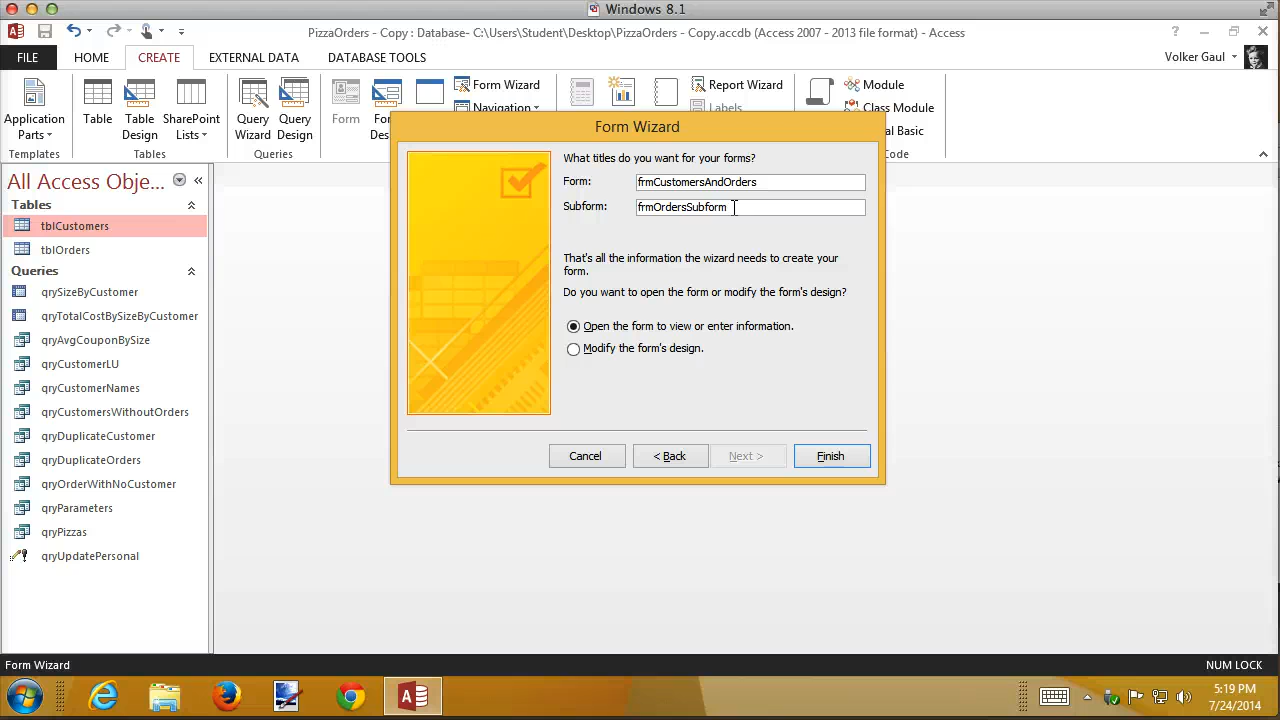 Windows 8.1
PizzaOrders - Copy : Database- C:\Users\Student\Desktop\PizzaOrders - Copy.accdb (Access 2007 - 2013 file format) - Access
FILE HOME CREATE EXTERNAL DATA DATABASE TOOLS Volker Gaul
Form Wizard Report Wizard Module
Navigation Labels Class Module
Application Parts Table Table Design SharePoint Lists Query Wizard Query Design Form Form Des al Basic
Templates Tables Queries Code
Form Wizard
What titles do you want for your forms?
Form: frmCustomersAndOrders
Subform: frmOrdersSubform
That's all the information the wizard needs to create your
form.
Do you want to open the form or modify the form's design?
Open the form to view or enter information.
Modify the form's design.
Cancel < Back Next > Finish
All Access Obje...
Tables
tblCustomers
tblOrders
Queries
qrySizeByCustomer
qryTotalCostBySizeByCustomer
qryAvgCouponBySize
qryCustomerLU
qryCustomerNames
qryCustomersWithoutOrders
qryDuplicateCustomer
qryDuplicateOrders
qryOrderWithNoCustomer
qryParameters
qryPizzas
qryUpdatePersonal
Form Wizard NUM LOCK
5:19 PM
7/24/2014